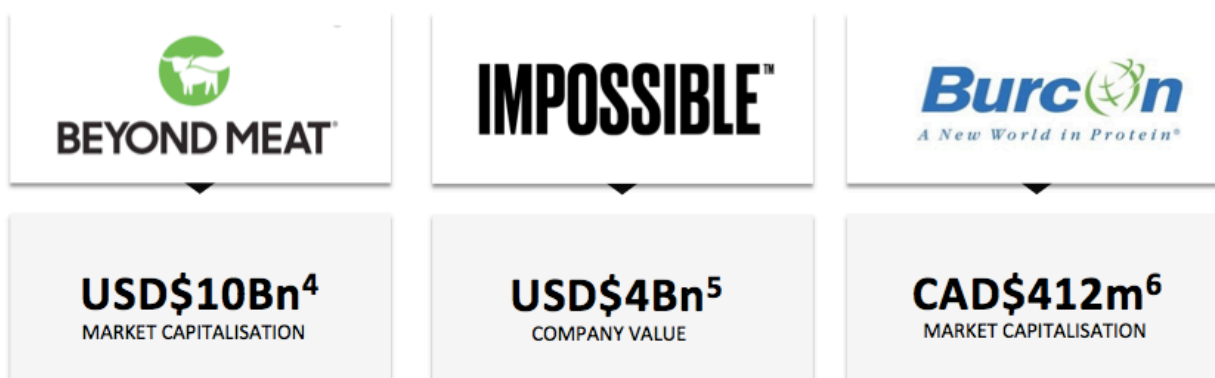 BEYOND MEAT®
IMPOSSIBLE™
Burcon
A New World in Protein®
USD$10Bn⁴
MARKET CAPITALISATION
USD$4Bn⁵
COMPANY VALUE
CAD$412m⁶
MARKET CAPITALISATION